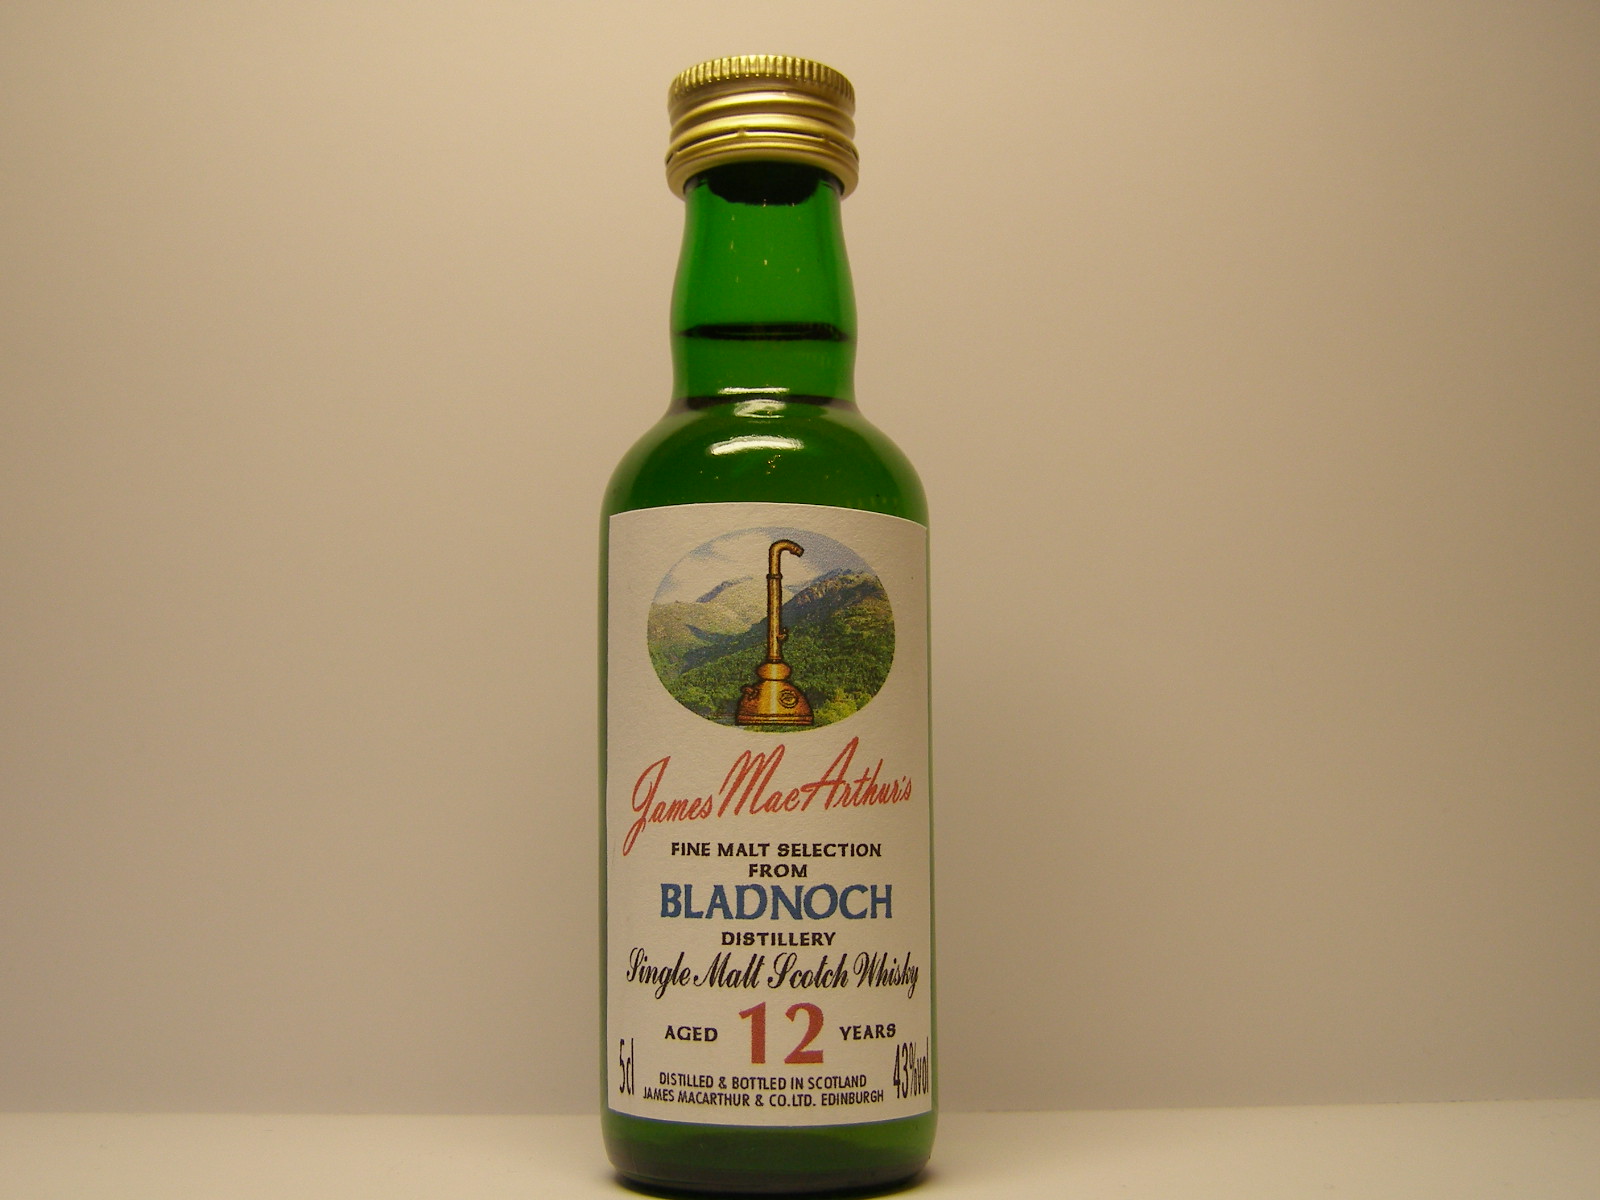 James MacArthur's
FINE MALT SELECTION
FROM
BLADNOCH
DISTILLERY
Single Malt Scotch Whisky
AGED 12 YEARS
5cl
43%vol
DISTILLED & BOTTLED IN SCOTLAND
JAMES MACARTHUR & CO.LTD. EDINBURGH